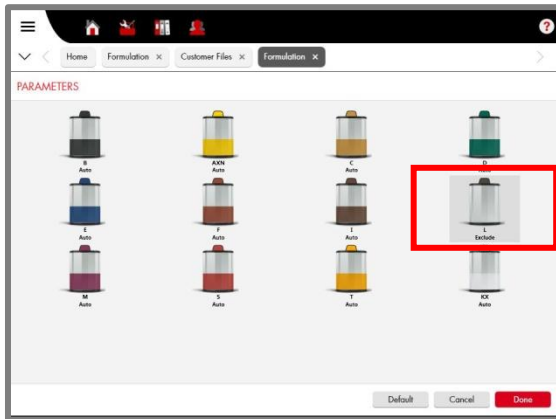 ?
Home Formulation × Customer Files × Formulation ×
PARAMETERS
B AXN C D
Auto Auto Auto Auto
E F I L
Auto Auto Auto Exclude
M S T KX
Auto Auto Auto Auto
Default Cancel Done